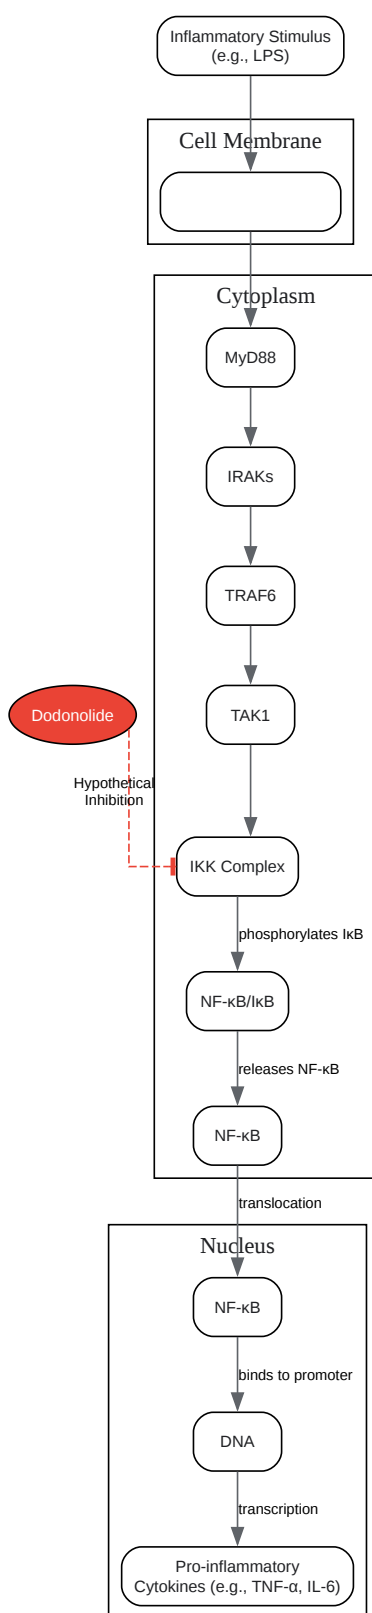 Inflammatory Stimulus
(e.g., LPS)
Cell Membrane
Cytoplasm
MyD88
IRAKs
TRAF6
Dodonolide
TAK1
Hypothetical
Inhibition
IKK Complex
phosphorylates IκB
NF-κB/IκB
releases NF-κB
NF-κB
translocation
Nucleus
NF-κB
binds to promoter
DNA
transcription
Pro-inflammatory
Cytokines (e.g., TNF-α, IL-6)